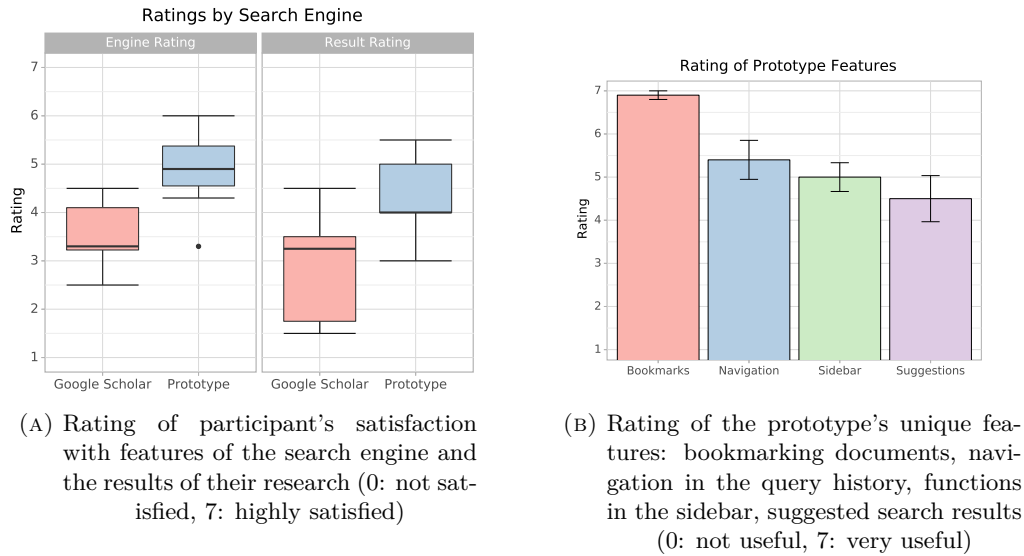 Ratings by Search Engine
Engine Rating
Result Rating
7
6
5
4
3
2
1
Rating
Google Scholar
Prototype
Google Scholar
Prototype
(A) Rating of participant's satisfaction
with features of the search engine and
the results of their research (0: not sat-
isfied, 7: highly satisfied)
Rating of Prototype Features
7
6
5
4
3
2
1
Rating
Bookmarks
Navigation
Sidebar
Suggestions
(B) Rating of the prototype's unique fea-
tures: bookmarking documents, navi-
gation in the query history, functions
in the sidebar, suggested search results
(0: not useful, 7: very useful)